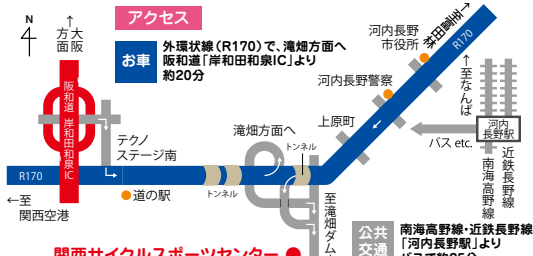 アクセス
お車
外環状線（R170）で、滝畑方面へ
阪和道「岸和田和泉IC」より
約20分
N
↑大阪方面
阪和道 岸和田和泉IC
テクノ
ステージ南
滝畑方面へ
トンネル
トンネル
R170
←至
関西空港
道の駅
上原町
河内長野警察
河内長野
市役所
→至富田林
R170
↑至なんば
河内
長野駅
バス etc.
南海高野線
近鉄長野線
至滝畑ダム
関西サイクルスポーツセンター
公共
交通
南海高野線・近鉄長野線
「河内長野駅」より